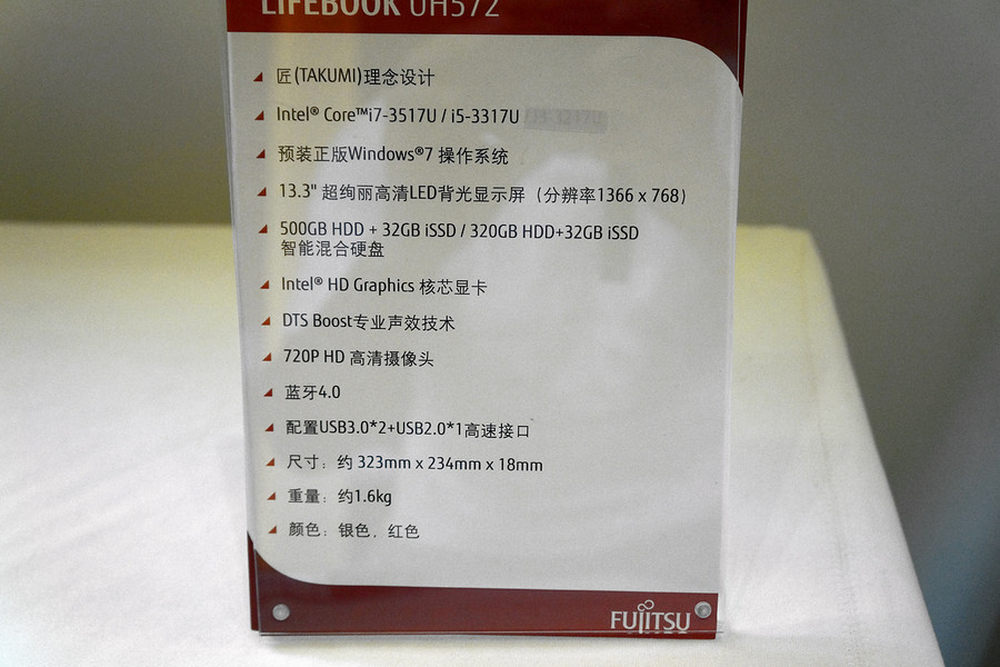 LIFEBOOK UH572
匠(TAKUMI)理念设计
Intel® Core™i7-3517U / i5-3317U
预装正版Windows®7 操作系统
13.3" 超绚丽高清LED背光显示屏（分辨率1366 x 768）
500GB HDD + 32GB iSSD / 320GB HDD+32GB iSSD
智能混合硬盘
Intel® HD Graphics 核芯显卡
DTS Boost专业声效技术
720P HD 高清摄像头
蓝牙4.0
配置USB3.0*2+USB2.0*1高速接口
尺寸：约 323mm x 234mm x 18mm
重量：约1.6kg
颜色：银色，红色
FUJITSU